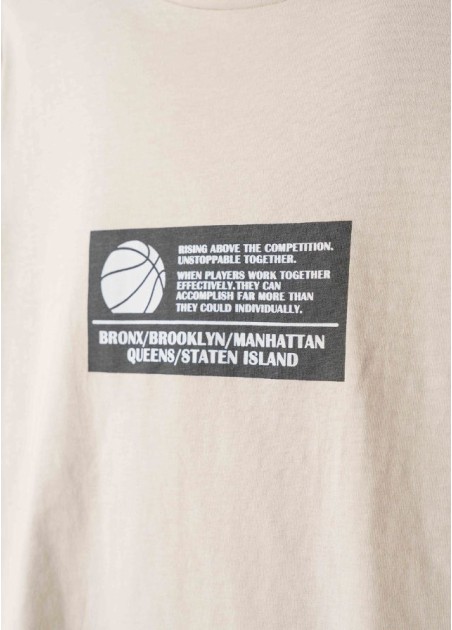 RISING ABOVE THE COMPETITION.
UNSTOPPABLE TOGETHER.
WHEN PLAYERS WORK TOGETHER
EFFECTIVELY.THEY CAN
ACCOMPLISH FAR MORE THAN
THEY COULD INDIVIDUALLY.
BRONX/BROOKLYN/MANHATTAN
QUEENS/STATEN ISLAND